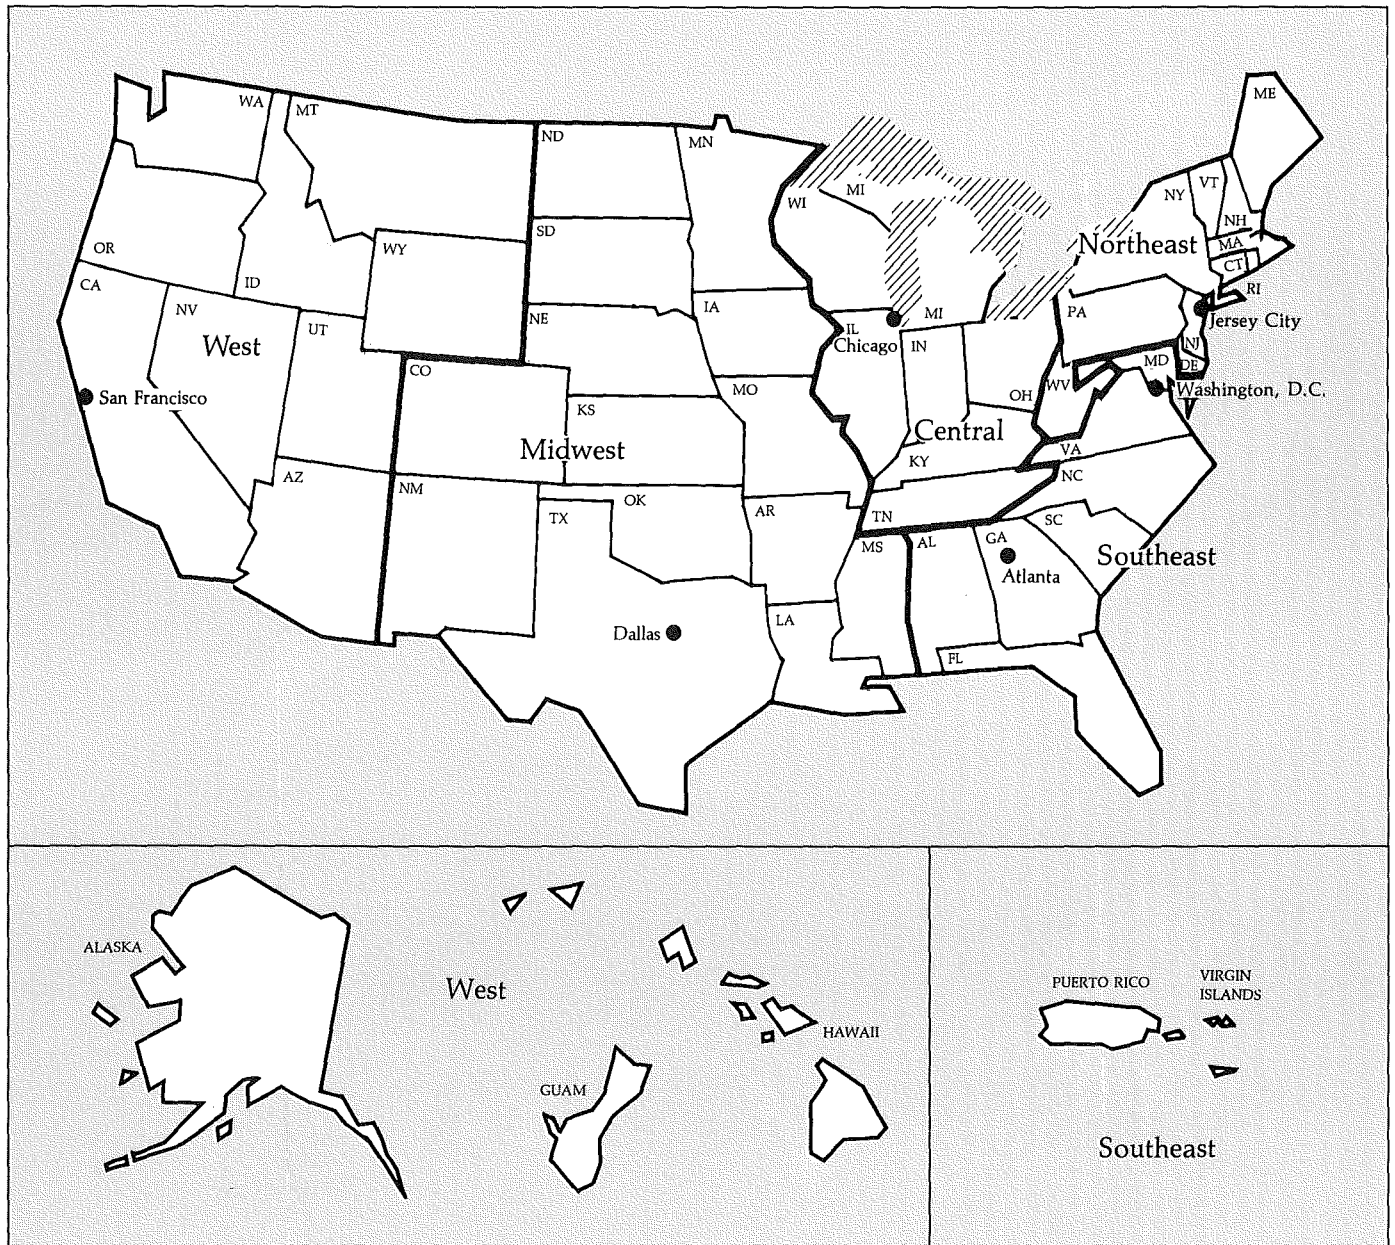 ME
WA
MT
ND
MN
MI
WI
NY
VT
NH
MA
CT
RI
OR
WY
SD
Northeast
CA
ID
NV
UT
NE
IA
IL
MI
PA
Jersey City
West
Chicago
IN
NJ
CO
MD
DE
San Francisco
KS
MO
OH
WV
Washington, D.C.
Midwest
Central
KY
VA
AZ
NM
OK
NC
TX
AR
TN
SC
MS
AL
GA
Southeast
Atlanta
Dallas
LA
FL
ALASKA
West
HAWAII
GUAM
PUERTO RICO
VIRGIN
ISLANDS
Southeast